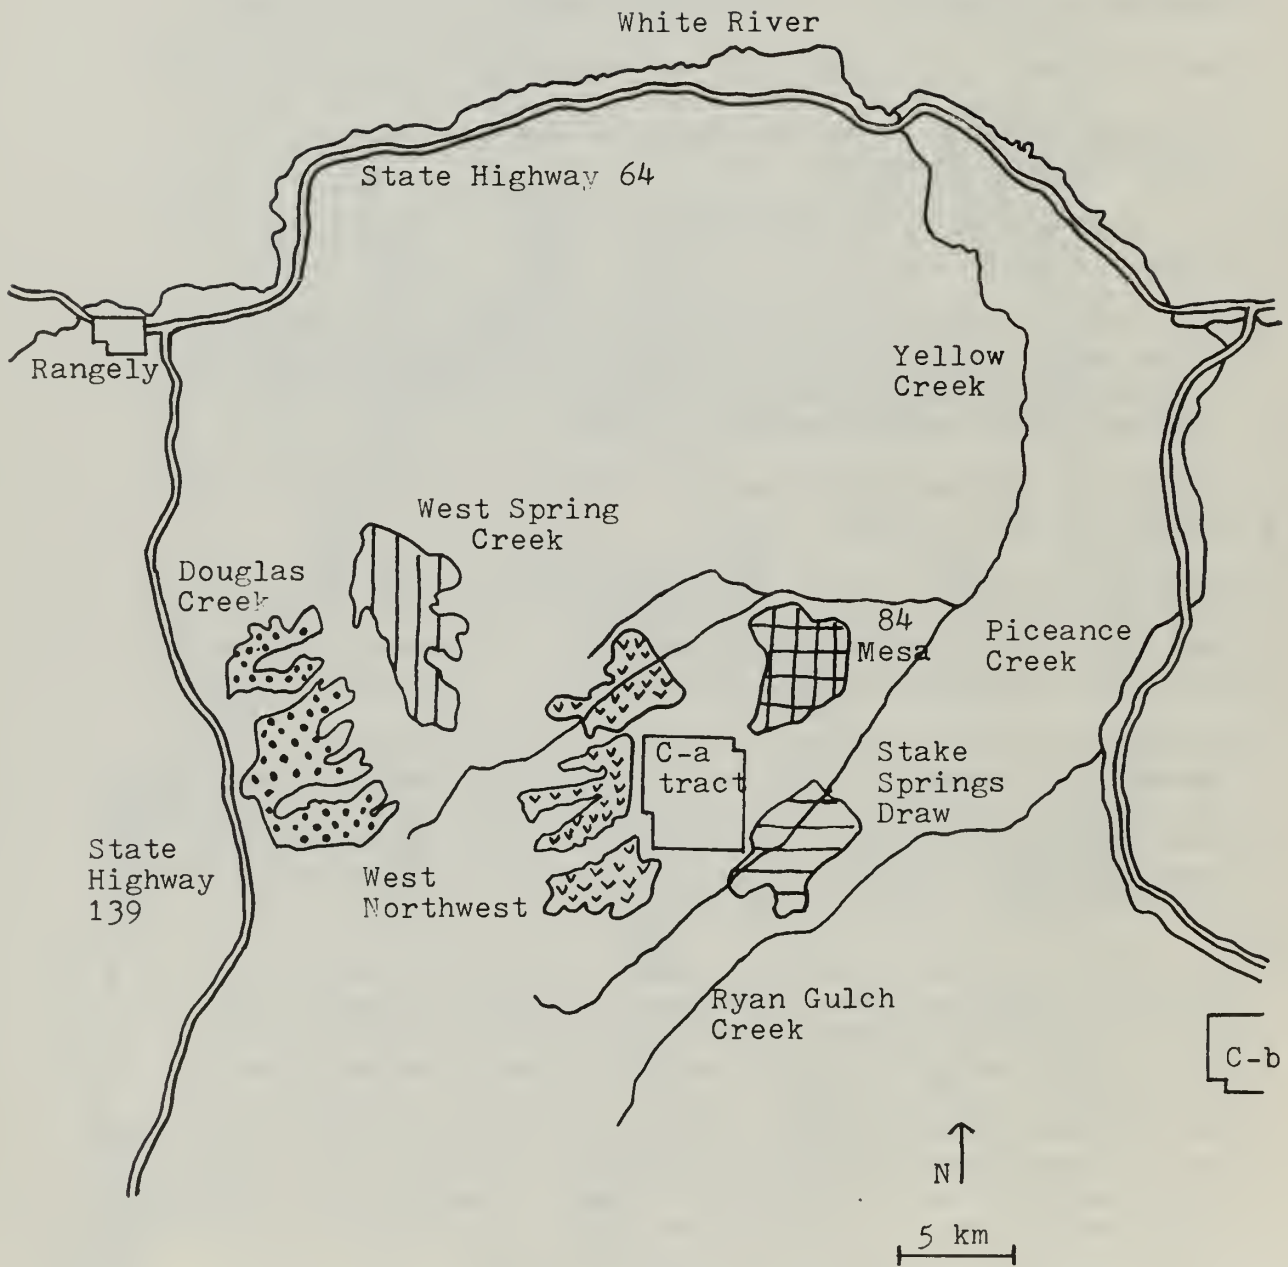 White River
State Highway 64
Rangely
Yellow
Creek
West Spring
Creek
Douglas
Creek
84
Mesa
Piceance
Creek
C-a
tract
Stake
Springs
Draw
State
Highway
139
West
Northwest
Ryan Gulch
Creek
C-b
N
5 km